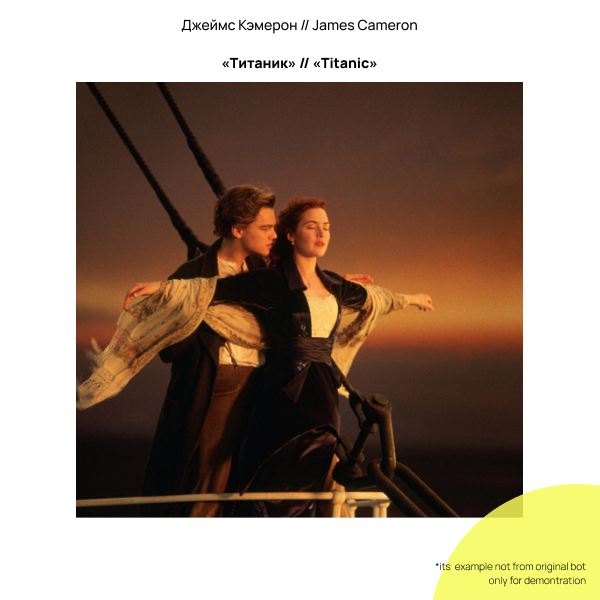 Джеймс Кэмерон // James Cameron
«Титаник» // «Titanic»
*its example not from original bot
only for demontration